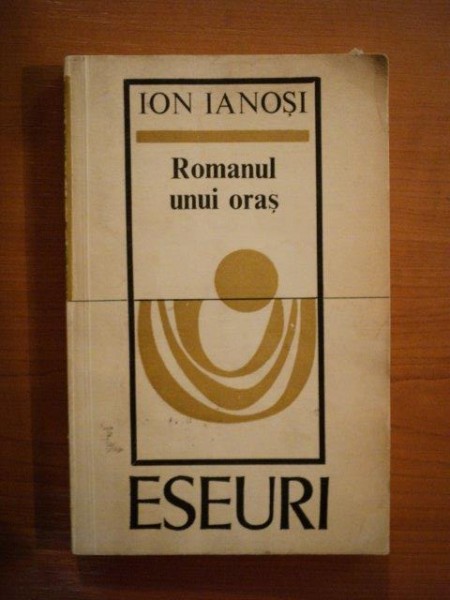 ION IANOȘI
Romanul
unui oraș
ESEURI